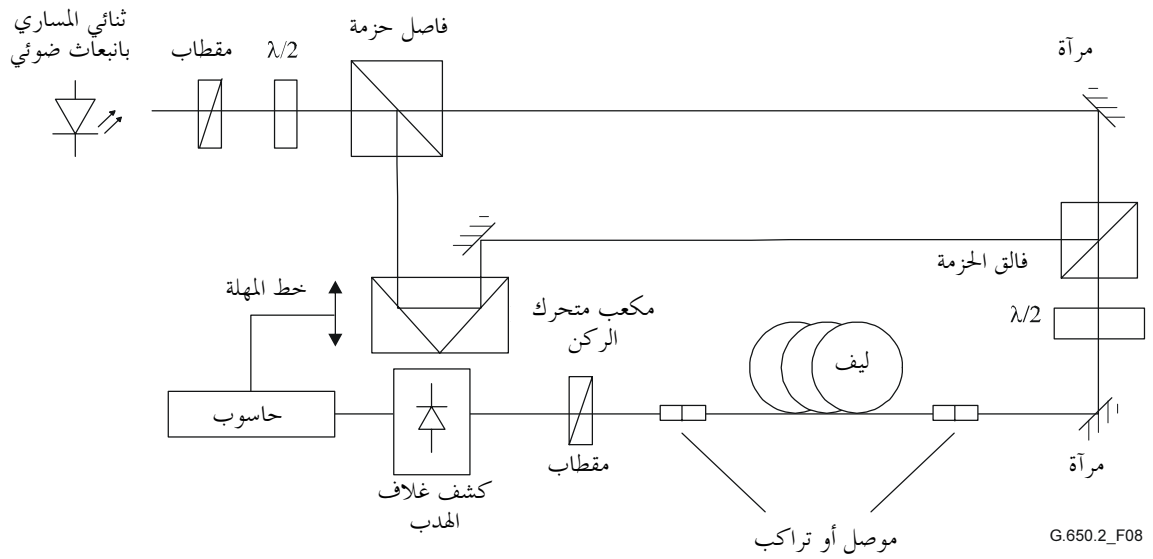 ثنائي المساري
بانبعاث ضوئي
مقطاب
λ/2
فاصل حزمة
مرآة
فالق الحزمة
λ/2
خط المهلة
مكعب متحرك
الركن
ليف
حاسوب
مقطاب
كشف غلاف
الهدب
مرآة
موصل أو تراكب
G.650.2_F08